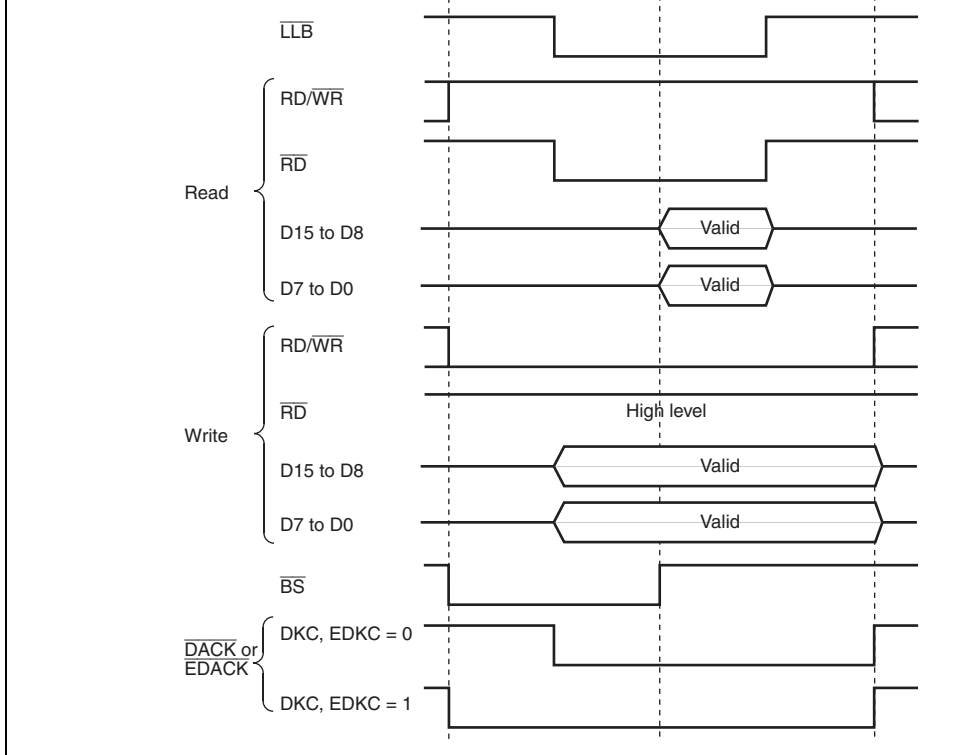 LLB
RD/WR
RD
Read
D15 to D8
Valid
D7 to D0
Valid
RD/WR
RD
High level
Write
D15 to D8
Valid
D7 to D0
Valid
BS
DKC, EDKC = 0
DACK or
EDACK
DKC, EDKC = 1